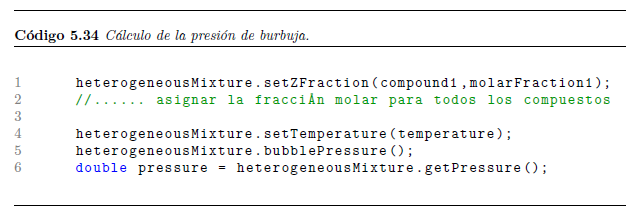 Código 5.34 Cálculo de la presión de burbuja.
1 heterogeneousMixture.setZFraction(compound1,molarFraction1);
2 //...... asignar la fracciÅn molar para todos los compuestos
3
4 heterogeneousMixture.setTemperature(temperature);
5 heterogeneousMixture.bubblePressure();
6 double pressure = heterogeneousMixture.getPressure();